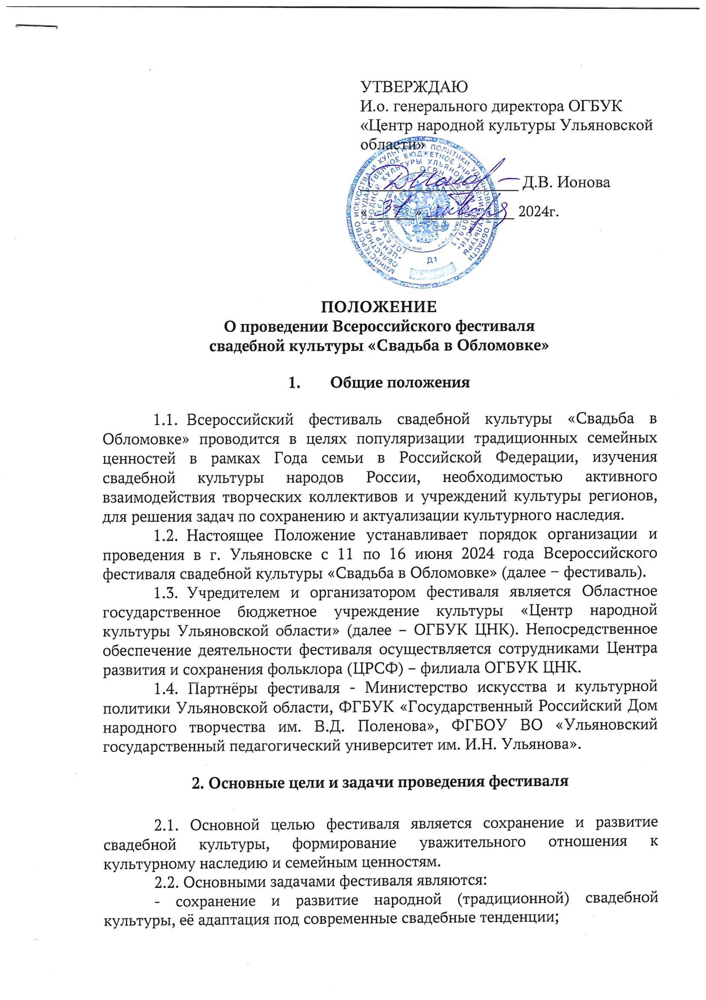 УТВЕРЖДАЮ
И.о. генерального директора ОГБУК
«Центр народной культуры Ульяновской
области»
Д.В. Ионова
«31» января 2024г.
МИНИСТЕРСТВО ИСКУССТВА И КУЛЬТУРНОЙ ПОЛИТИКИ УЛЬЯНОВСКОЙ ОБЛАСТИ
ОБЛАСТНОЕ ГОСУДАРСТВЕННОЕ БЮДЖЕТНОЕ УЧРЕЖДЕНИЕ КУЛЬТУРЫ
"ЦЕНТР НАРОДНОЙ КУЛЬТУРЫ УЛЬЯНОВСКОЙ ОБЛАСТИ"
(ОГБУК ЦНК)
ОГРН
Д1
ПОЛОЖЕНИЕ
О проведении Всероссийского фестиваля
свадебной культуры «Свадьба в Обломовке»
1. Общие положения
1.1. Всероссийский фестиваль свадебной культуры «Свадьба в
Обломовке» проводится в целях популяризации традиционных семейных
ценностей в рамках Года семьи в Российской Федерации, изучения
свадебной культуры народов России, необходимостью активного
взаимодействия творческих коллективов и учреждений культуры регионов,
для решения задач по сохранению и актуализации культурного наследия.
1.2. Настоящее Положение устанавливает порядок организации и
проведения в г. Ульяновске с 11 по 16 июня 2024 года Всероссийского
фестиваля свадебной культуры «Свадьба в Обломовке» (далее – фестиваль).
1.3. Учредителем и организатором фестиваля является Областное
государственное бюджетное учреждение культуры «Центр народной
культуры Ульяновской области» (далее – ОГБУК ЦНК). Непосредственное
обеспечение деятельности фестиваля осуществляется сотрудниками Центра
развития и сохранения фольклора (ЦРСФ) – филиала ОГБУК ЦНК.
1.4. Партнёры фестиваля - Министерство искусства и культурной
политики Ульяновской области, ФГБУК «Государственный Российский Дом
народного творчества им. В.Д. Поленова», ФГБОУ ВО «Ульяновский
государственный педагогический университет им. И.Н. Ульянова».
2. Основные цели и задачи проведения фестиваля
2.1. Основной целью фестиваля является сохранение и развитие
свадебной культуры, формирование уважительного отношения к
культурному наследию и семейным ценностям.
2.2. Основными задачами фестиваля являются:
- сохранение и развитие народной (традиционной) свадебной
культуры, её адаптация под современные свадебные тенденции;